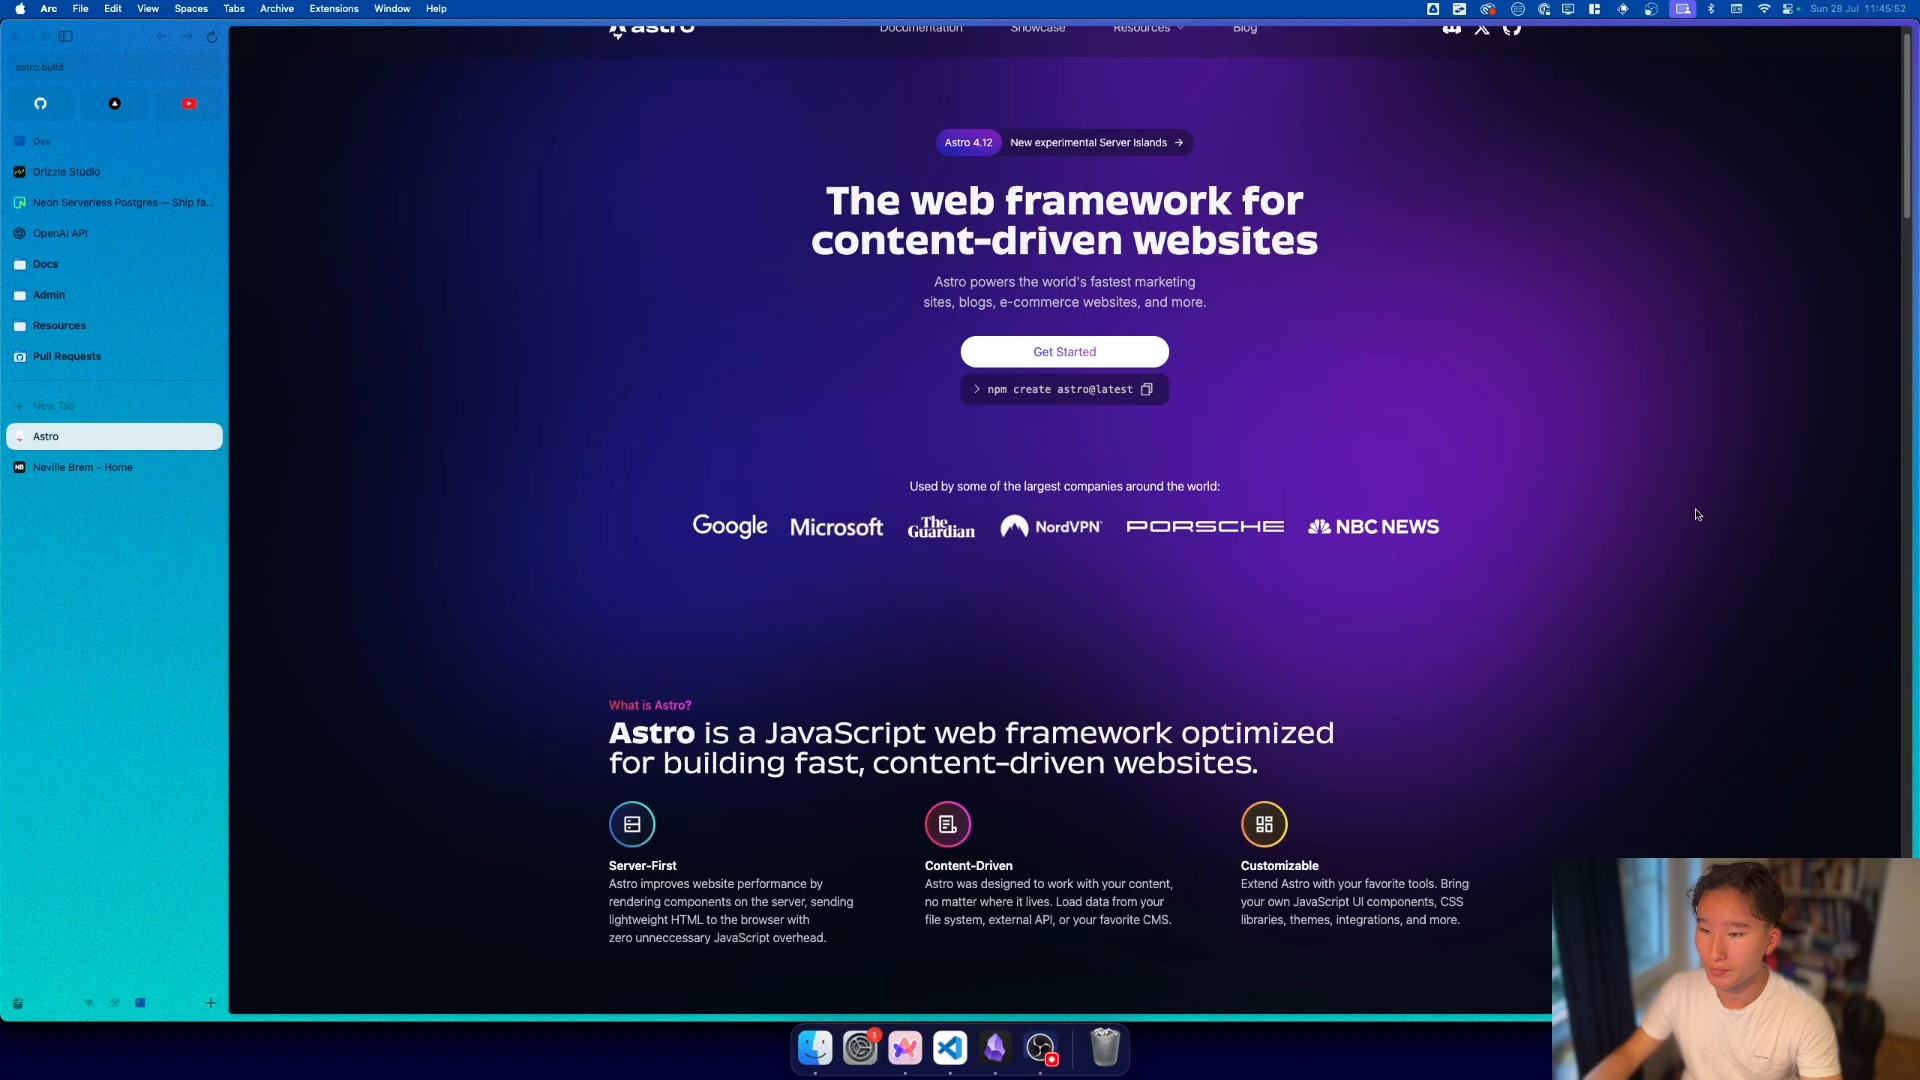 Arc File Edit View Spaces Tabs Archive Extensions Window Help
Sun 28 Jul 11:45:52
astro.build
Dev
Drizzle Studio
Neon Serverless Postgres — Ship fa...
OpenAI API
Docs
Admin
Resources
Pull Requests
New Tab
Astro
Neville Brem - Home
astro
Documentation Showcase Resources Blog
Astro 4.12 New experimental Server Islands →
The web framework for
content-driven websites
Astro powers the world's fastest marketing
sites, blogs, e-commerce websites, and more.
Get Started
> npm create astro@latest
Used by some of the largest companies around the world:
Google Microsoft The Guardian NordVPN PORSCHE NBC NEWS
What is Astro?
Astro is a JavaScript web framework optimized
for building fast, content-driven websites.
Server-First
Astro improves website performance by
rendering components on the server, sending
lightweight HTML to the browser with
zero unneccessary JavaScript overhead.
Content-Driven
Astro was designed to work with your content,
no matter where it lives. Load data from your
file system, external API, or your favorite CMS.
Customizable
Extend Astro with your favorite tools. Bring
your own JavaScript UI components, CSS
libraries, themes, integrations, and more.
1